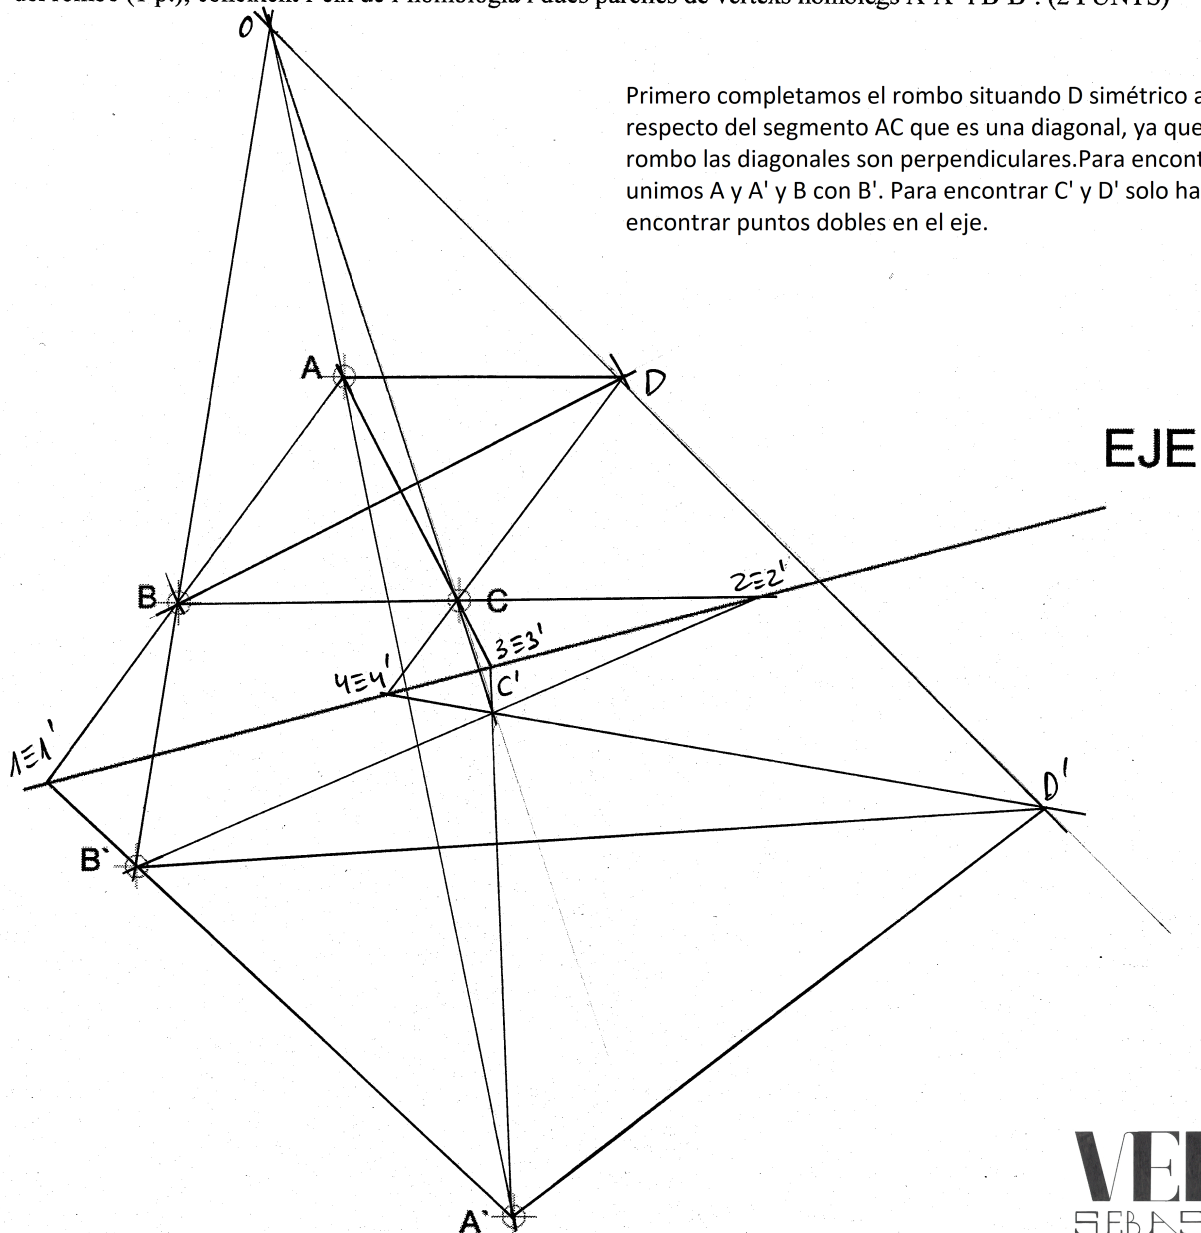 del rombo (1 p.), coneixent l'eix de l'homologia i dues parelles de vèrtexs homòlegs A-A' i B-B'. (2 PUNTS)
O
Primero completamos el rombo situando D simétrico a
respecto del segmento AC que es una diagonal, ya que
rombo las diagonales son perpendiculares.Para encont
unimos A y A' y B con B'. Para encontrar C' y D' solo ha
encontrar puntos dobles en el eje.
A
D
EJE
B
C
2≡2'
3≡3'
4≡4'
C'
1≡1'
D'
B`
A`
SEBAS